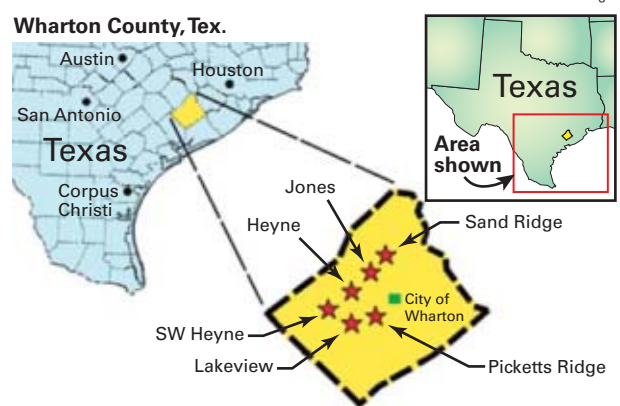 Wharton County, Tex.
Austin
Houston
San Antonio
Texas
Corpus
Christi
Texas
Area
shown
Jones
Heyne
Sand Ridge
City of
Wharton
SW Heyne
Lakeview
Picketts Ridge